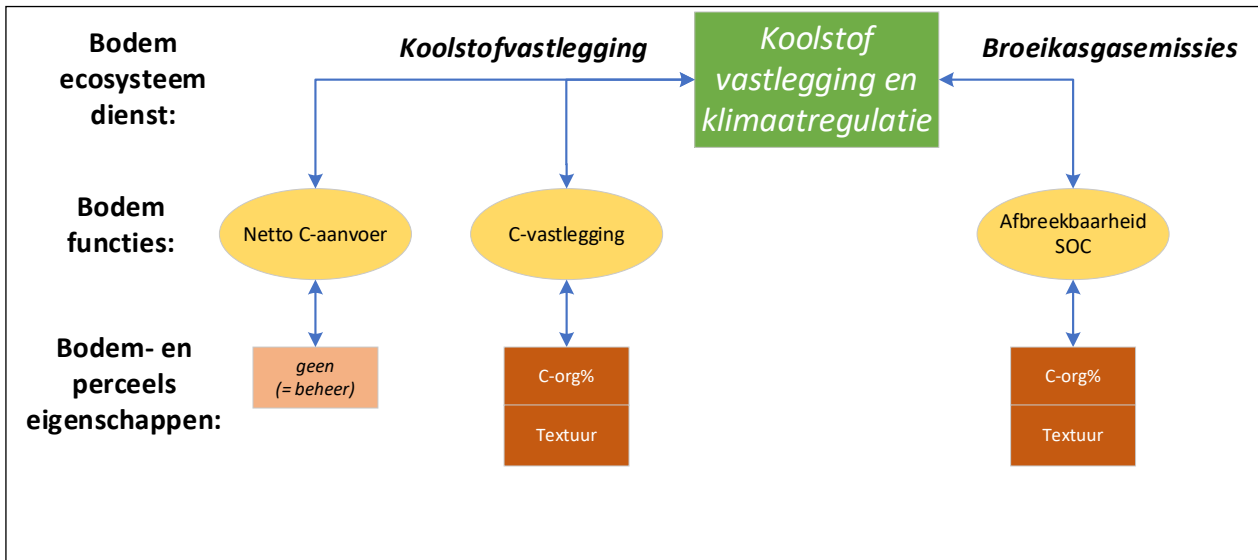 Bodem
ecosysteem
dienst:
Koolstofvastlegging
Koolstof
vastlegging en
klimaatregulatie
Broeikasgasemissies
Bodem
functies:
Netto C-aanvoer
C-vastlegging
Afbreekbaarheid
SOC
Bodem- en
perceels
eigenschappen:
geen
(= beheer)
C-org%
Textuur
C-org%
Textuur